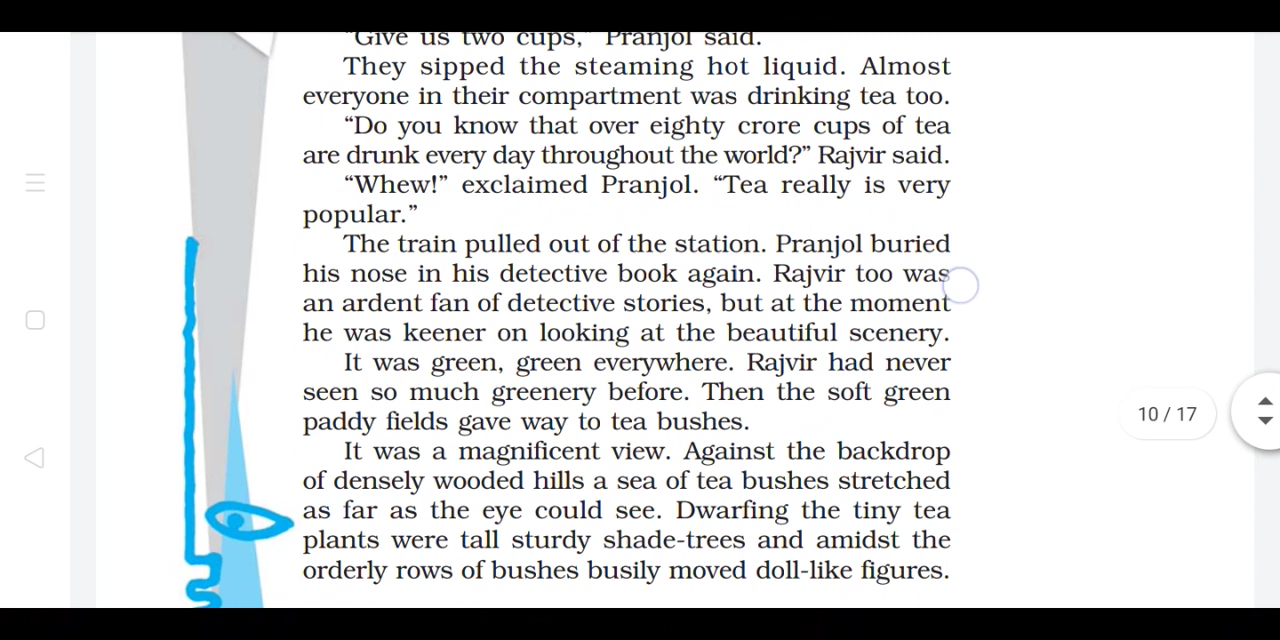 "Give us two cups," Pranjol said.
They sipped the steaming hot liquid. Almost
everyone in their compartment was drinking tea too.
“Do you know that over eighty crore cups of tea
are drunk every day throughout the world?” Rajvir said.
“Whew!” exclaimed Pranjol. “Tea really is very
popular.”
The train pulled out of the station. Pranjol buried
his nose in his detective book again. Rajvir too was
an ardent fan of detective stories, but at the moment
he was keener on looking at the beautiful scenery.
It was green, green everywhere. Rajvir had never
seen so much greenery before. Then the soft green
paddy fields gave way to tea bushes.
It was a magnificent view. Against the backdrop
of densely wooded hills a sea of tea bushes stretched
as far as the eye could see. Dwarfing the tiny tea
plants were tall sturdy shade-trees and amidst the
orderly rows of bushes busily moved doll-like figures.
10 / 17